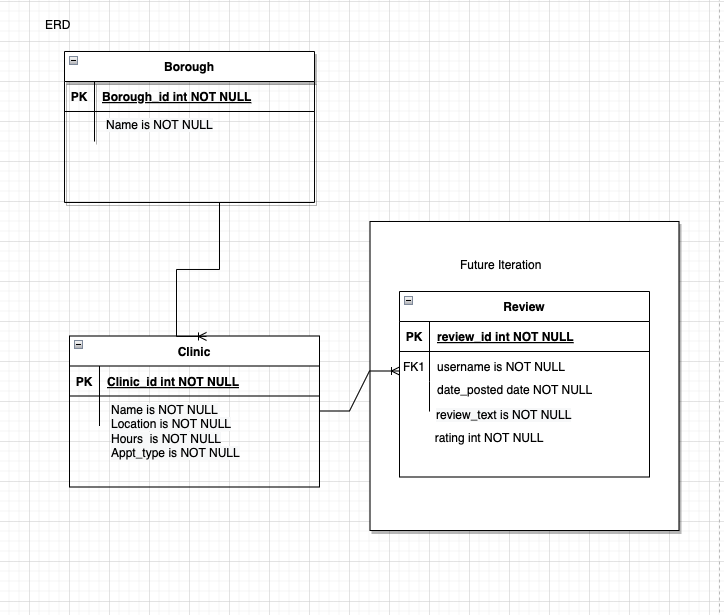 ERD
Borough
PK Borough_id int NOT NULL
Name is NOT NULL
Future Iteration
Review
PK review_id int NOT NULL
FK1 username is NOT NULL
date_posted date NOT NULL
review_text is NOT NULL
rating int NOT NULL
Clinic
PK Clinic_id int NOT NULL
Name is NOT NULL
Location is NOT NULL
Hours  is NOT NULL
Appt_type is NOT NULL